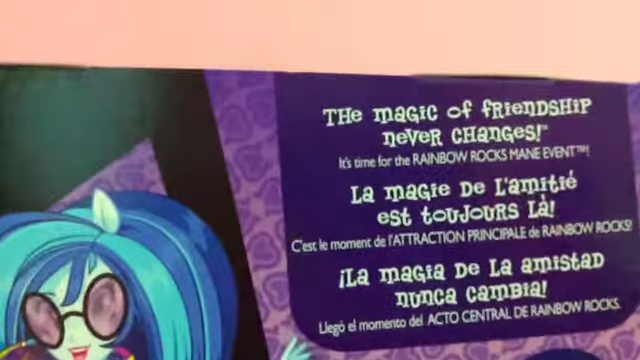 THE MAGIC OF FRIENDSHIP
NEVER CHANGES!™
It's time for the RAINBOW ROCKS MANE EVENT™!
LA MAGIE DE L'AMITIÉ
EST TOUJOURS LÀ!
C'est le moment de l'ATTRACTION PRINCIPALE de RAINBOW ROCKS!
¡LA MAGIA DE LA AMISTAD
NUNCA CAMBIA!
Llegó el momento del ACTO CENTRAL DE RAINBOW ROCKS.